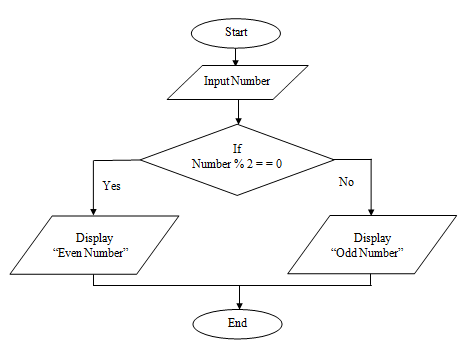 Start
Input Number
If
Number % 2 = = 0
Yes
No
Display
“Even Number”
Display
“Odd Number”
End